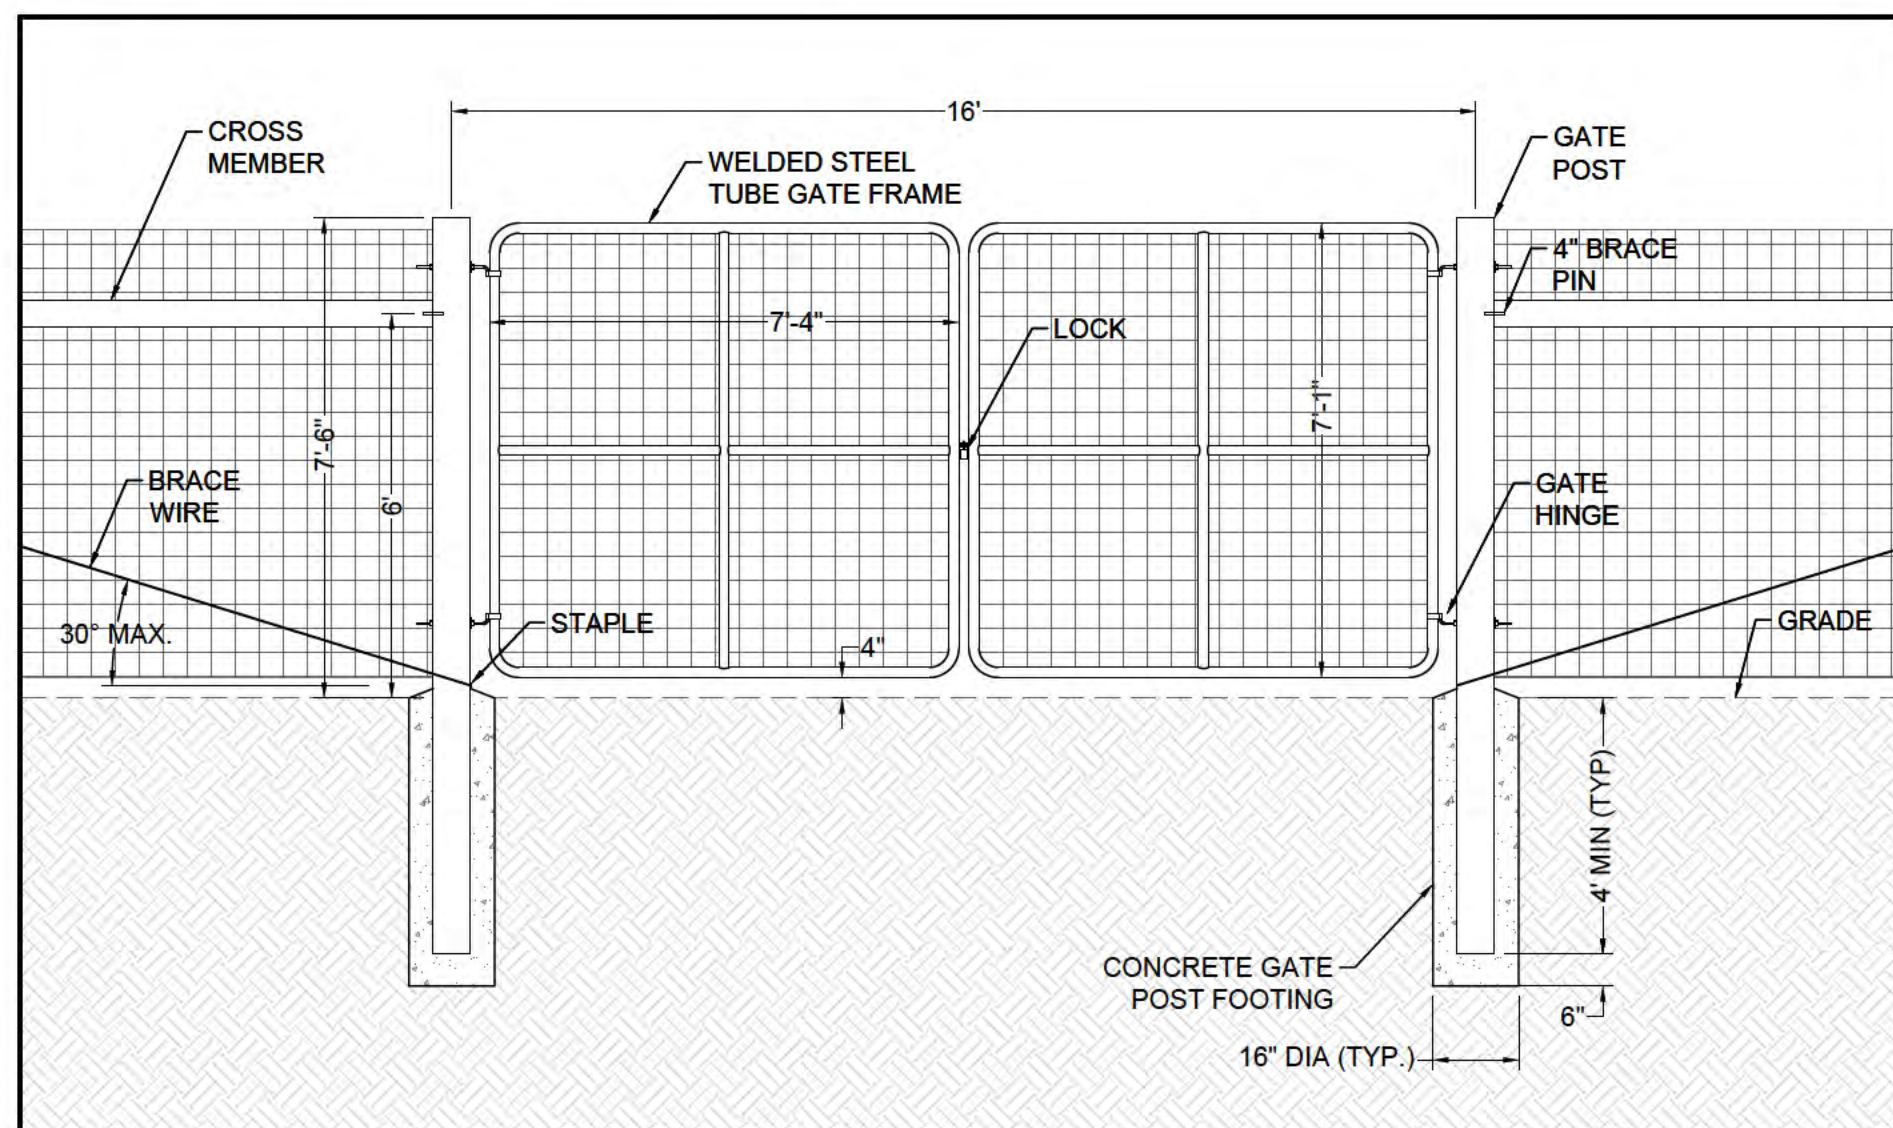 16'
CROSS
MEMBER
WELDED STEEL
TUBE GATE FRAME
GATE
POST
4" BRACE
PIN
7'-4"
LOCK
7'-1"
7'-6"
6'
BRACE
WIRE
GATE
HINGE
30° MAX.
STAPLE
4"
GRADE
4' MIN (TYP)
CONCRETE GATE
POST FOOTING
6"
16" DIA (TYP.)